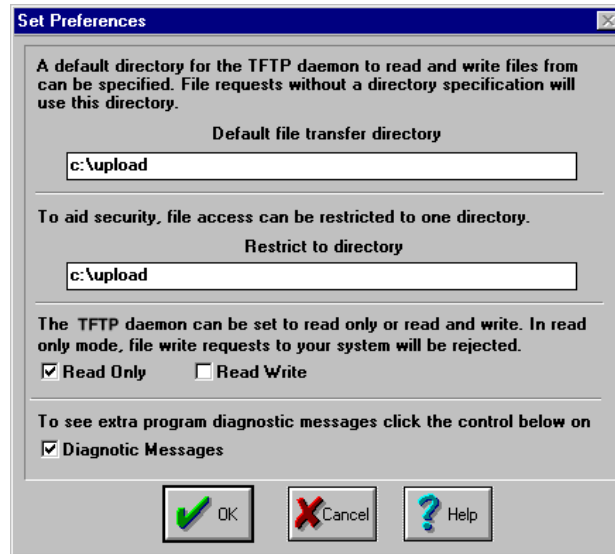 Set Preferences
A default directory for the TFTP daemon to read and write files from
can be specified. File requests without a directory specification will
use this directory.
Default file transfer directory
c:\upload
To aid security, file access can be restricted to one directory.
Restrict to directory
c:\upload
The TFTP daemon can be set to read only or read and write. In read
only mode, file write requests to your system will be rejected.
Read Only Read Write
To see extra program diagnostic messages click the control below on
Diagnotic Messages
OK Cancel Help